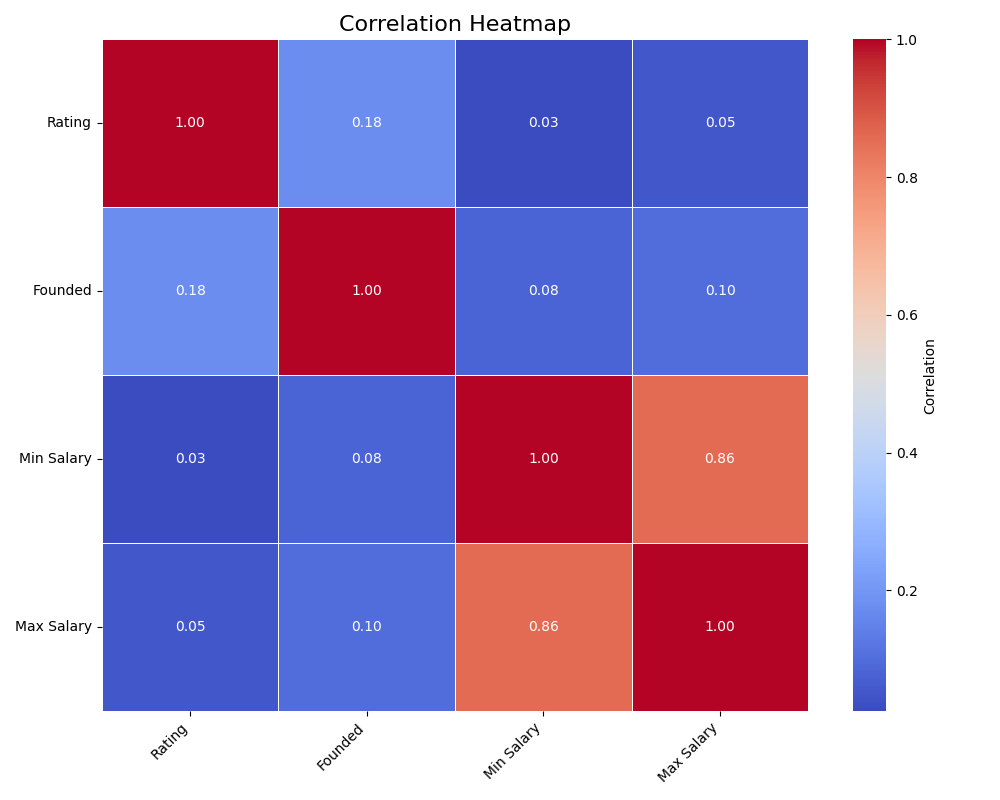 Correlation Heatmap
Rating 1.00 0.18 0.03 0.05
Founded 0.18 1.00 0.08 0.10
Min Salary 0.03 0.08 1.00 0.86
Max Salary 0.05 0.10 0.86 1.00
Rating Founded Min Salary Max Salary
1.0
0.8
0.6
0.4
0.2
Correlation